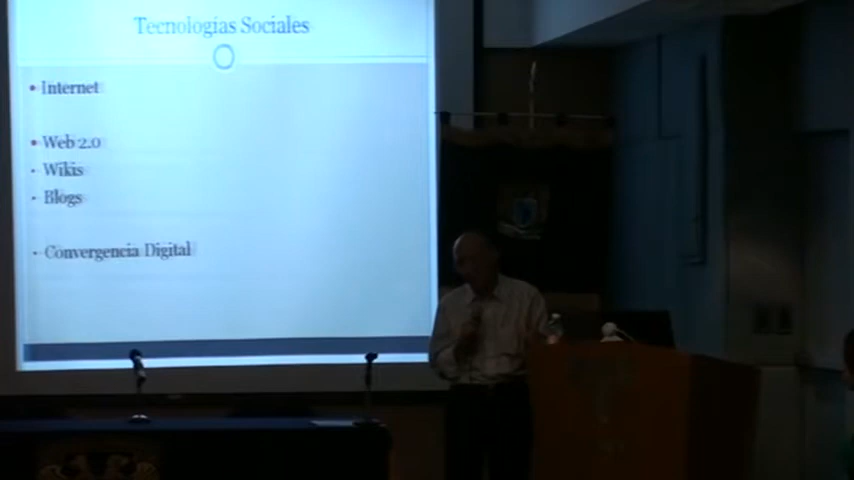 Tecnologías Sociales
• Internet
• Web 2.0
• Wikis
• Blogs
• Convergencia Digital